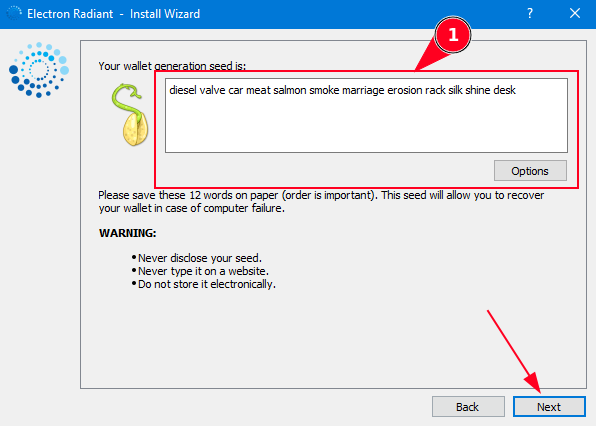 Electron Radiant - Install Wizard
1
Your wallet generation seed is:
diesel valve car meat salmon smoke marriage erosion rack silk shine desk
Options
Please save these 12 words on paper (order is important). This seed will allow you to recover
your wallet in case of computer failure.
WARNING:
•Never disclose your seed.
•Never type it on a website.
•Do not store it electronically.
Back
Next